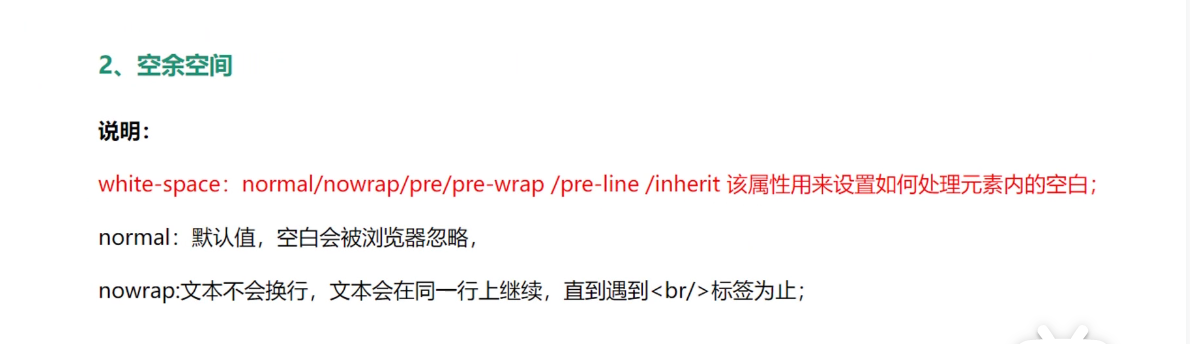 2、空余空间
说明：
white-space：normal/nowrap/pre/pre-wrap /pre-line /inherit 该属性用来设置如何处理元素内的空白；
normal：默认值，空白会被浏览器忽略，
nowrap:文本不会换行，文本会在同一行上继续，直到遇到<br/>标签为止；